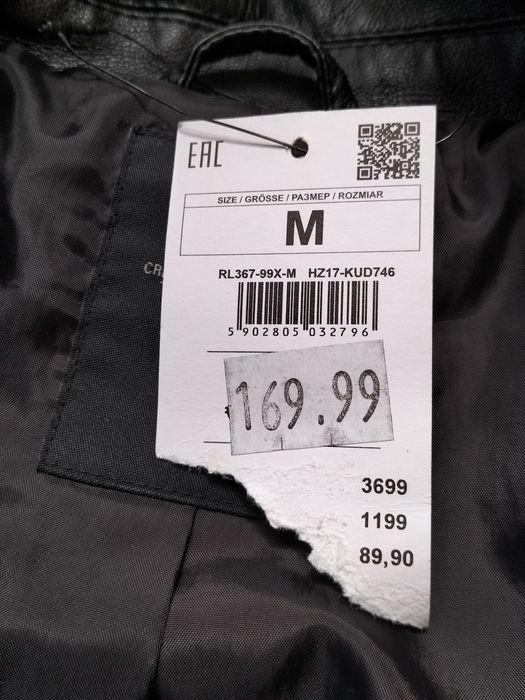 EAC
SIZE / GRÖSSE / РАЗМЕР / ROZMIAR
M
RL367-99X-M HZ17-KUD746
5 902805 032796
169.99
3699
1199
89,90